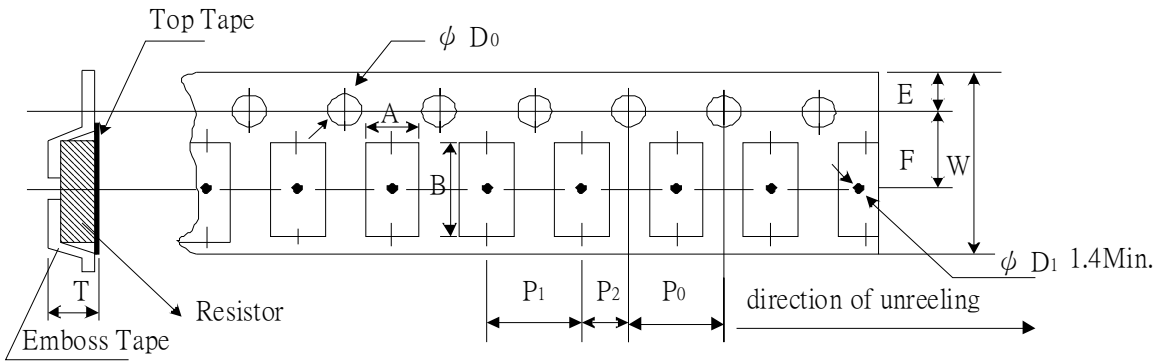 Top Tape
ψ D0
E
A
F
W
B
ψ D1 1.4Min.
T
P1
P2
P0
direction of unreeling
Resistor
Emboss Tape